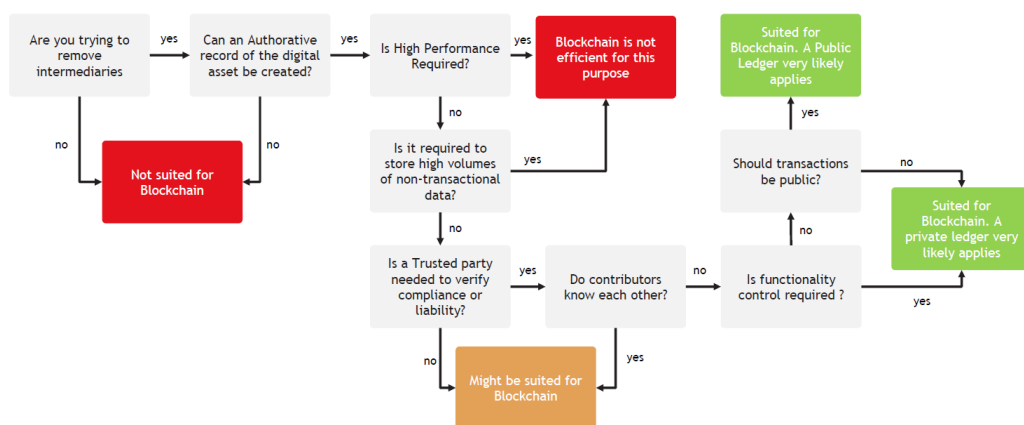 Are you trying to
remove
intermediaries
yes
Can an Authorative
record of the digital
asset be created?
yes
Is High Performance
Required?
yes
Blockchain is not
efficient for this
purpose
Suited for
Blockchain. A Public
Ledger very likely
applies
no
no
no
yes
Not suited for
Blockchain
Is it required to
store high volumes
of non-transactional
data?
yes
Should transactions
be public?
no
Suited for
Blockchain. A
private ledger very
likely applies
no
no
Is a Trusted party
needed to verify
compliance or
liability?
yes
Do contributors
know each other?
no
Is functionality
control required ?
yes
no
yes
Might be suited for
Blockchain